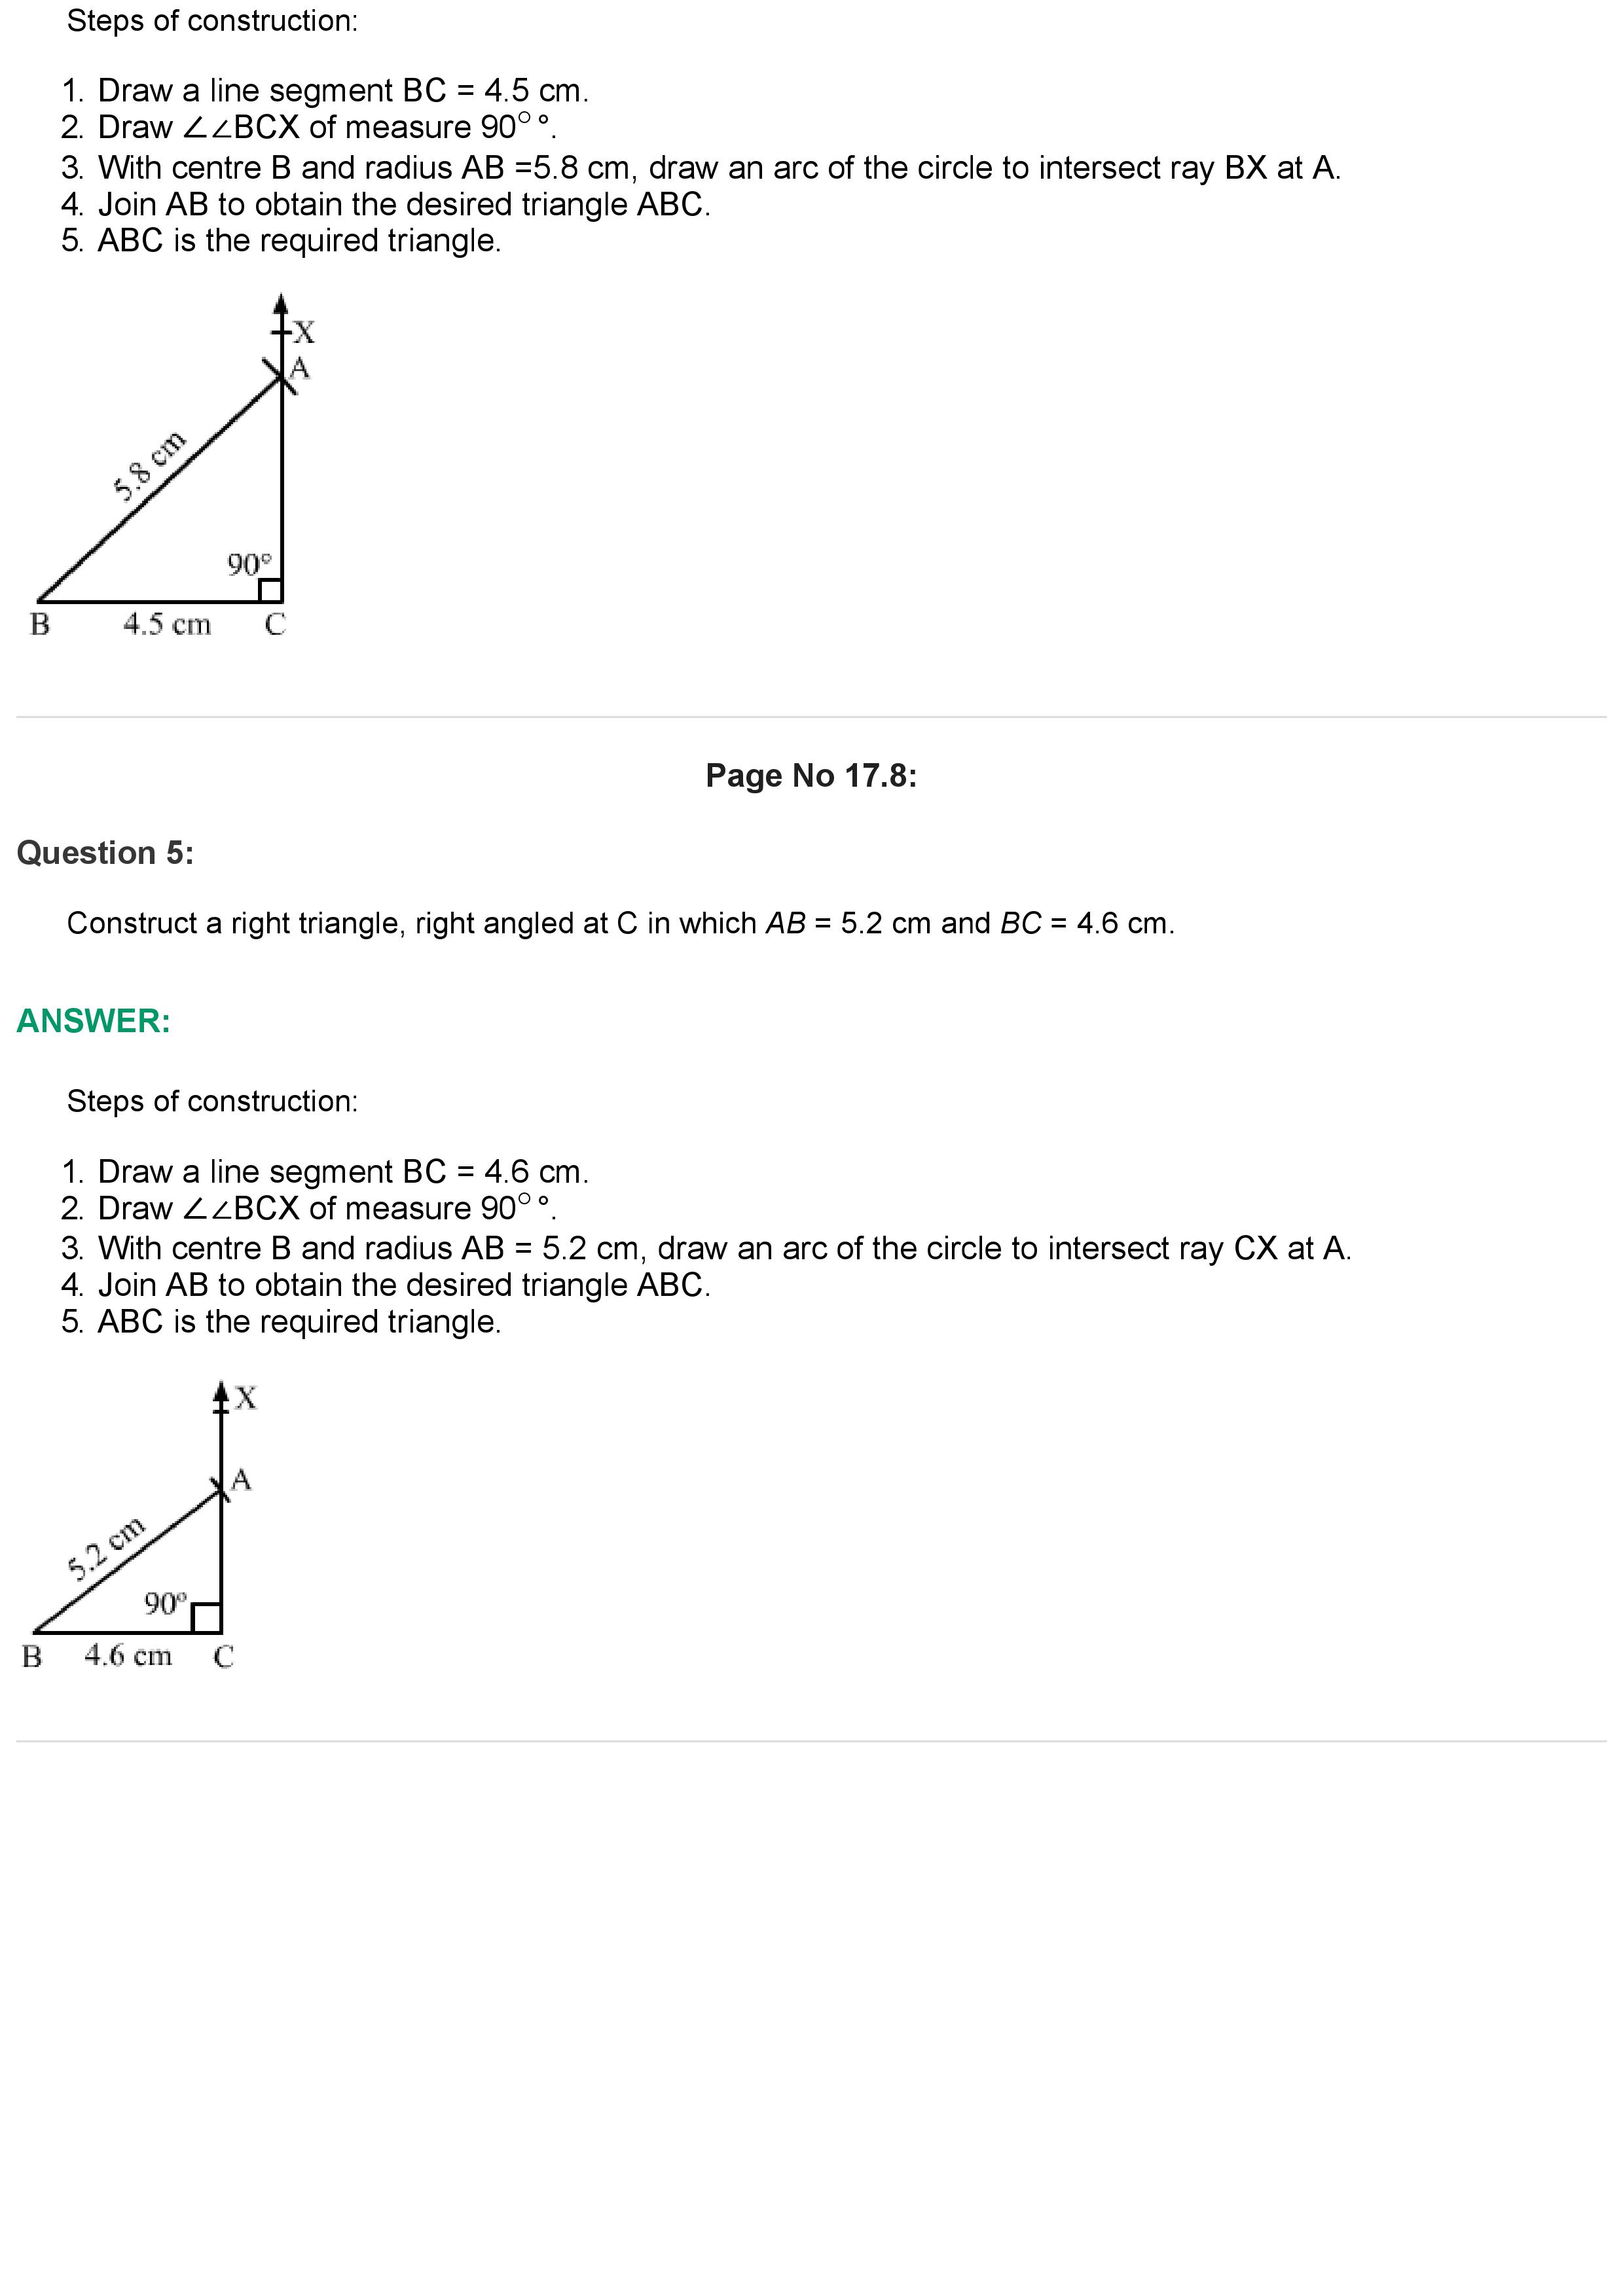 Steps of construction:
1. Draw a line segment BC = 4.5 cm.
2. Draw ∠∠BCX of measure 90○ °.
3. With centre B and radius AB =5.8 cm, draw an arc of the circle to intersect ray BX at A.
4. Join AB to obtain the desired triangle ABC.
5. ABC is the required triangle.
X
A
5.8 cm
90°
B 4.5 cm C
Page No 17.8:
Question 5:
Construct a right triangle, right angled at C in which AB = 5.2 cm and BC = 4.6 cm.
ANSWER:
Steps of construction:
1. Draw a line segment BC = 4.6 cm.
2. Draw ∠∠BCX of measure 90○ °.
3. With centre B and radius AB = 5.2 cm, draw an arc of the circle to intersect ray CX at A.
4. Join AB to obtain the desired triangle ABC.
5. ABC is the required triangle.
X
A
5.2 cm
90°
B 4.6 cm C